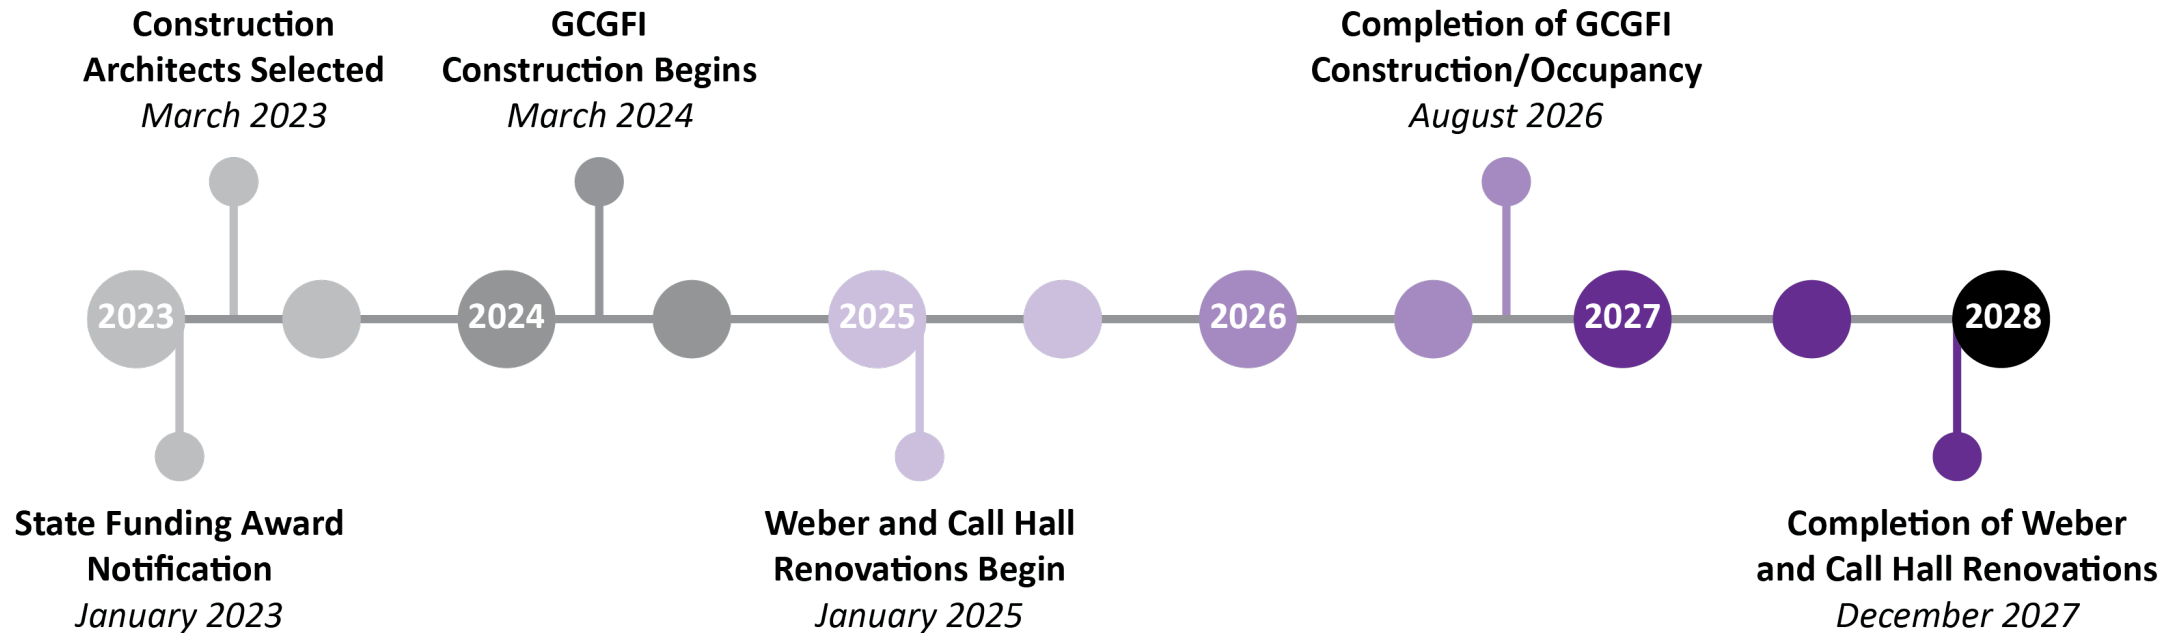 Construction
Architects Selected
March 2023
GCGFI
Construction Begins
March 2024
Completion of GCGFI
Construction/Occupancy
August 2026
2023
2024
2025
2026
2027
2028
State Funding Award
Notification
January 2023
Weber and Call Hall
Renovations Begin
January 2025
Completion of Weber
and Call Hall Renovations
December 2027